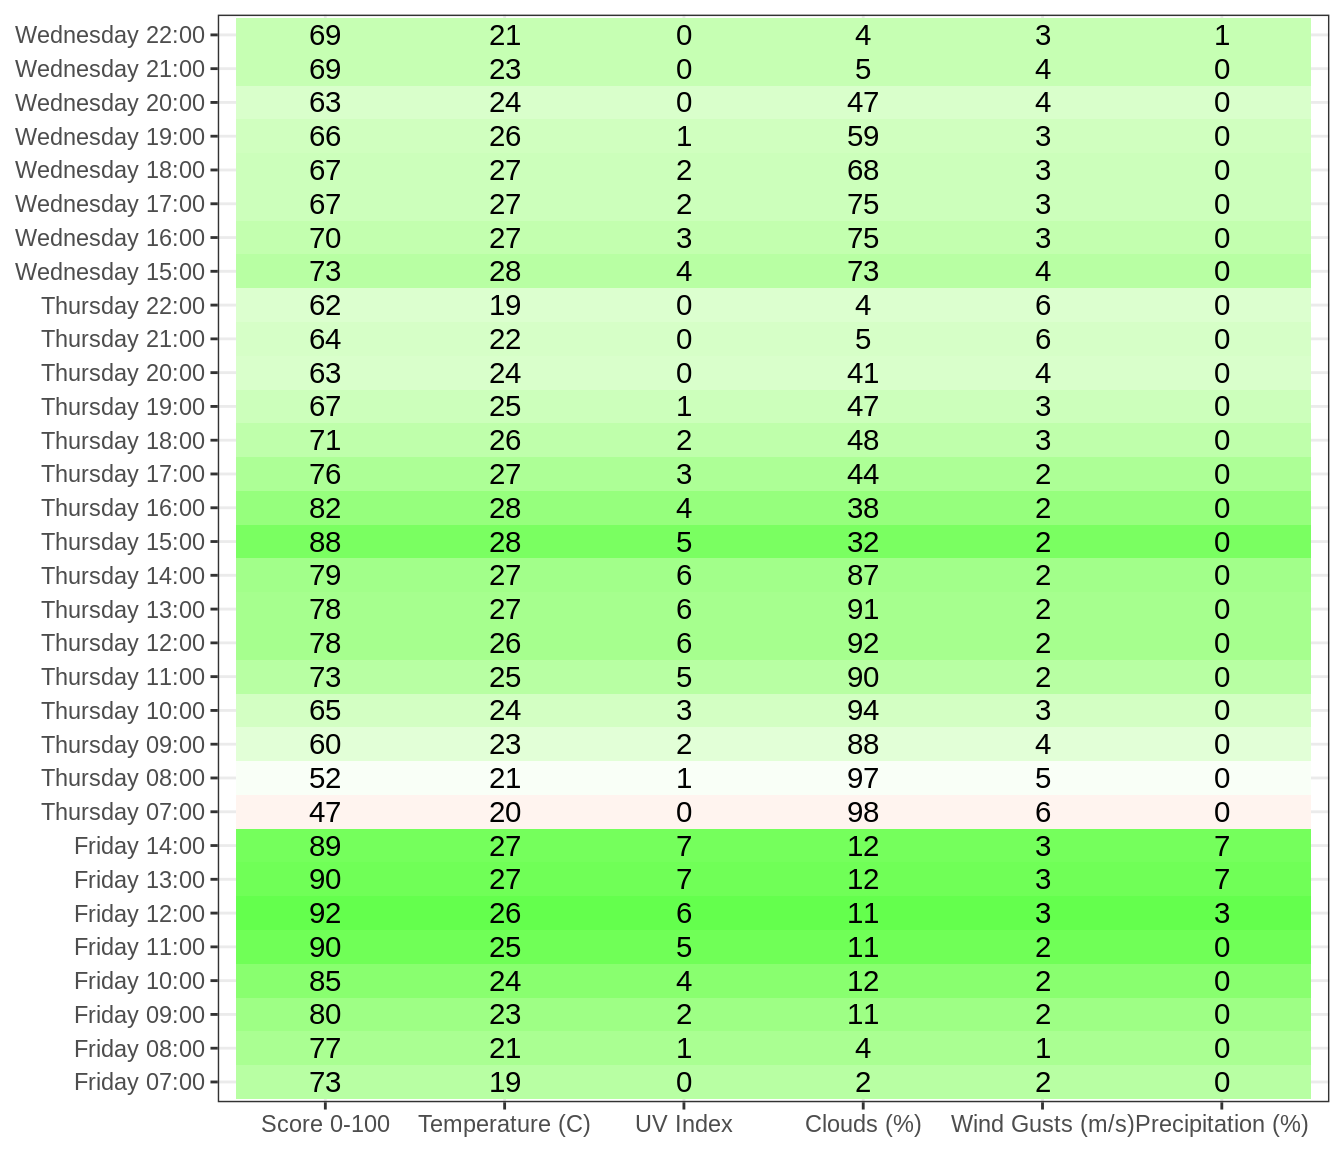 Wednesday 22:00 69 21 0 4 3 1
Wednesday 21:00 69 23 0 5 4 0
Wednesday 20:00 63 24 0 47 4 0
Wednesday 19:00 66 26 1 59 3 0
Wednesday 18:00 67 27 2 68 3 0
Wednesday 17:00 67 27 2 75 3 0
Wednesday 16:00 70 27 3 75 3 0
Wednesday 15:00 73 28 4 73 4 0
Thursday 22:00 62 19 0 4 6 0
Thursday 21:00 64 22 0 5 6 0
Thursday 20:00 63 24 0 41 4 0
Thursday 19:00 67 25 1 47 3 0
Thursday 18:00 71 26 2 48 3 0
Thursday 17:00 76 27 3 44 2 0
Thursday 16:00 82 28 4 38 2 0
Thursday 15:00 88 28 5 32 2 0
Thursday 14:00 79 27 6 87 2 0
Thursday 13:00 78 27 6 91 2 0
Thursday 12:00 78 26 6 92 2 0
Thursday 11:00 73 25 5 90 2 0
Thursday 10:00 65 24 3 94 3 0
Thursday 09:00 60 23 2 88 4 0
Thursday 08:00 52 21 1 97 5 0
Thursday 07:00 47 20 0 98 6 0
Friday 14:00 89 27 7 12 3 7
Friday 13:00 90 27 7 12 3 7
Friday 12:00 92 26 6 11 3 3
Friday 11:00 90 25 5 11 2 0
Friday 10:00 85 24 4 12 2 0
Friday 09:00 80 23 2 11 2 0
Friday 08:00 77 21 1 4 1 0
Friday 07:00 73 19 0 2 2 0
Score 0-100 Temperature (C) UV Index Clouds (%) Wind Gusts (m/s) Precipitation (%)